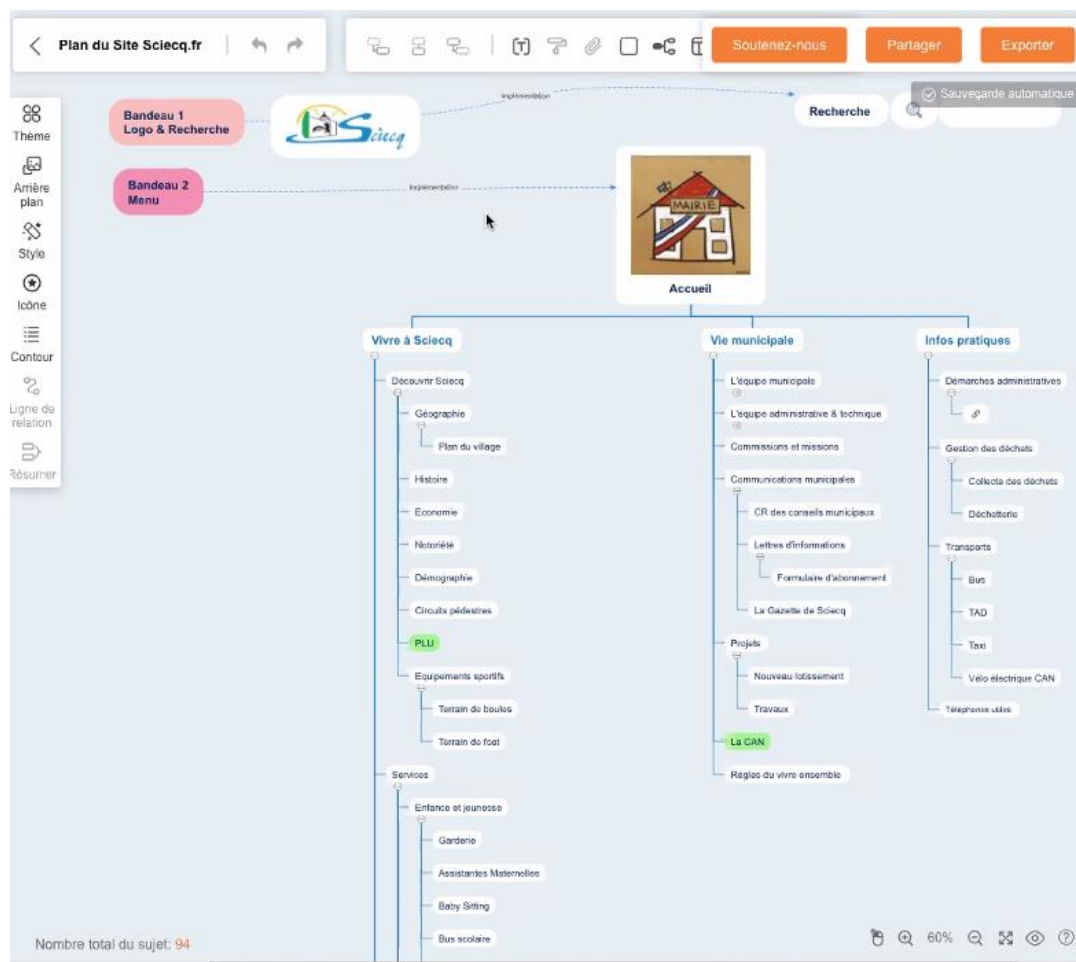 Plan du Site Sciecq.fr
Soutenez-nous
Partager
Exporter
Sauvegarde automatique
Thème
Arrière
plan
Style
Icône
Contour
Ligne de
relation
Résumer
Bandeau 1
Logo & Recherche
Sciecq
Implémentation
Recherche
Bandeau 2
Menu
Implémentation
MAIRIE
Accueil
Vivre à Sciecq
Découvrir Sciecq
Géographie
Plan du village
Histoire
Economie
Notoriété
Démographie
Circuits pédestres
PLU
Equipements sportifs
Terrain de boules
Terrain de foot
Services
Enfance et jeunesse
Garderie
Assistantes Maternelles
Baby Sitting
Bus scolaire
Vie municipale
L'équipe municipale
L'équipe administrative & technique
Commissions et missions
Communications municipales
CR des conseils municipaux
Lettres d'informations
Formulaire d'abonnement
La Gazette de Sciecq
Projets
Nouveau lotissement
Travaux
La CAN
Règles du vivre ensemble
Infos pratiques
Démarches administratives
Gestion des déchets
Collecte des déchets
Déchetterie
Transports
Bus
TAD
Taxi
Vélo électrique CAN
Téléphones utiles
Nombre total du sujet: 94
60%